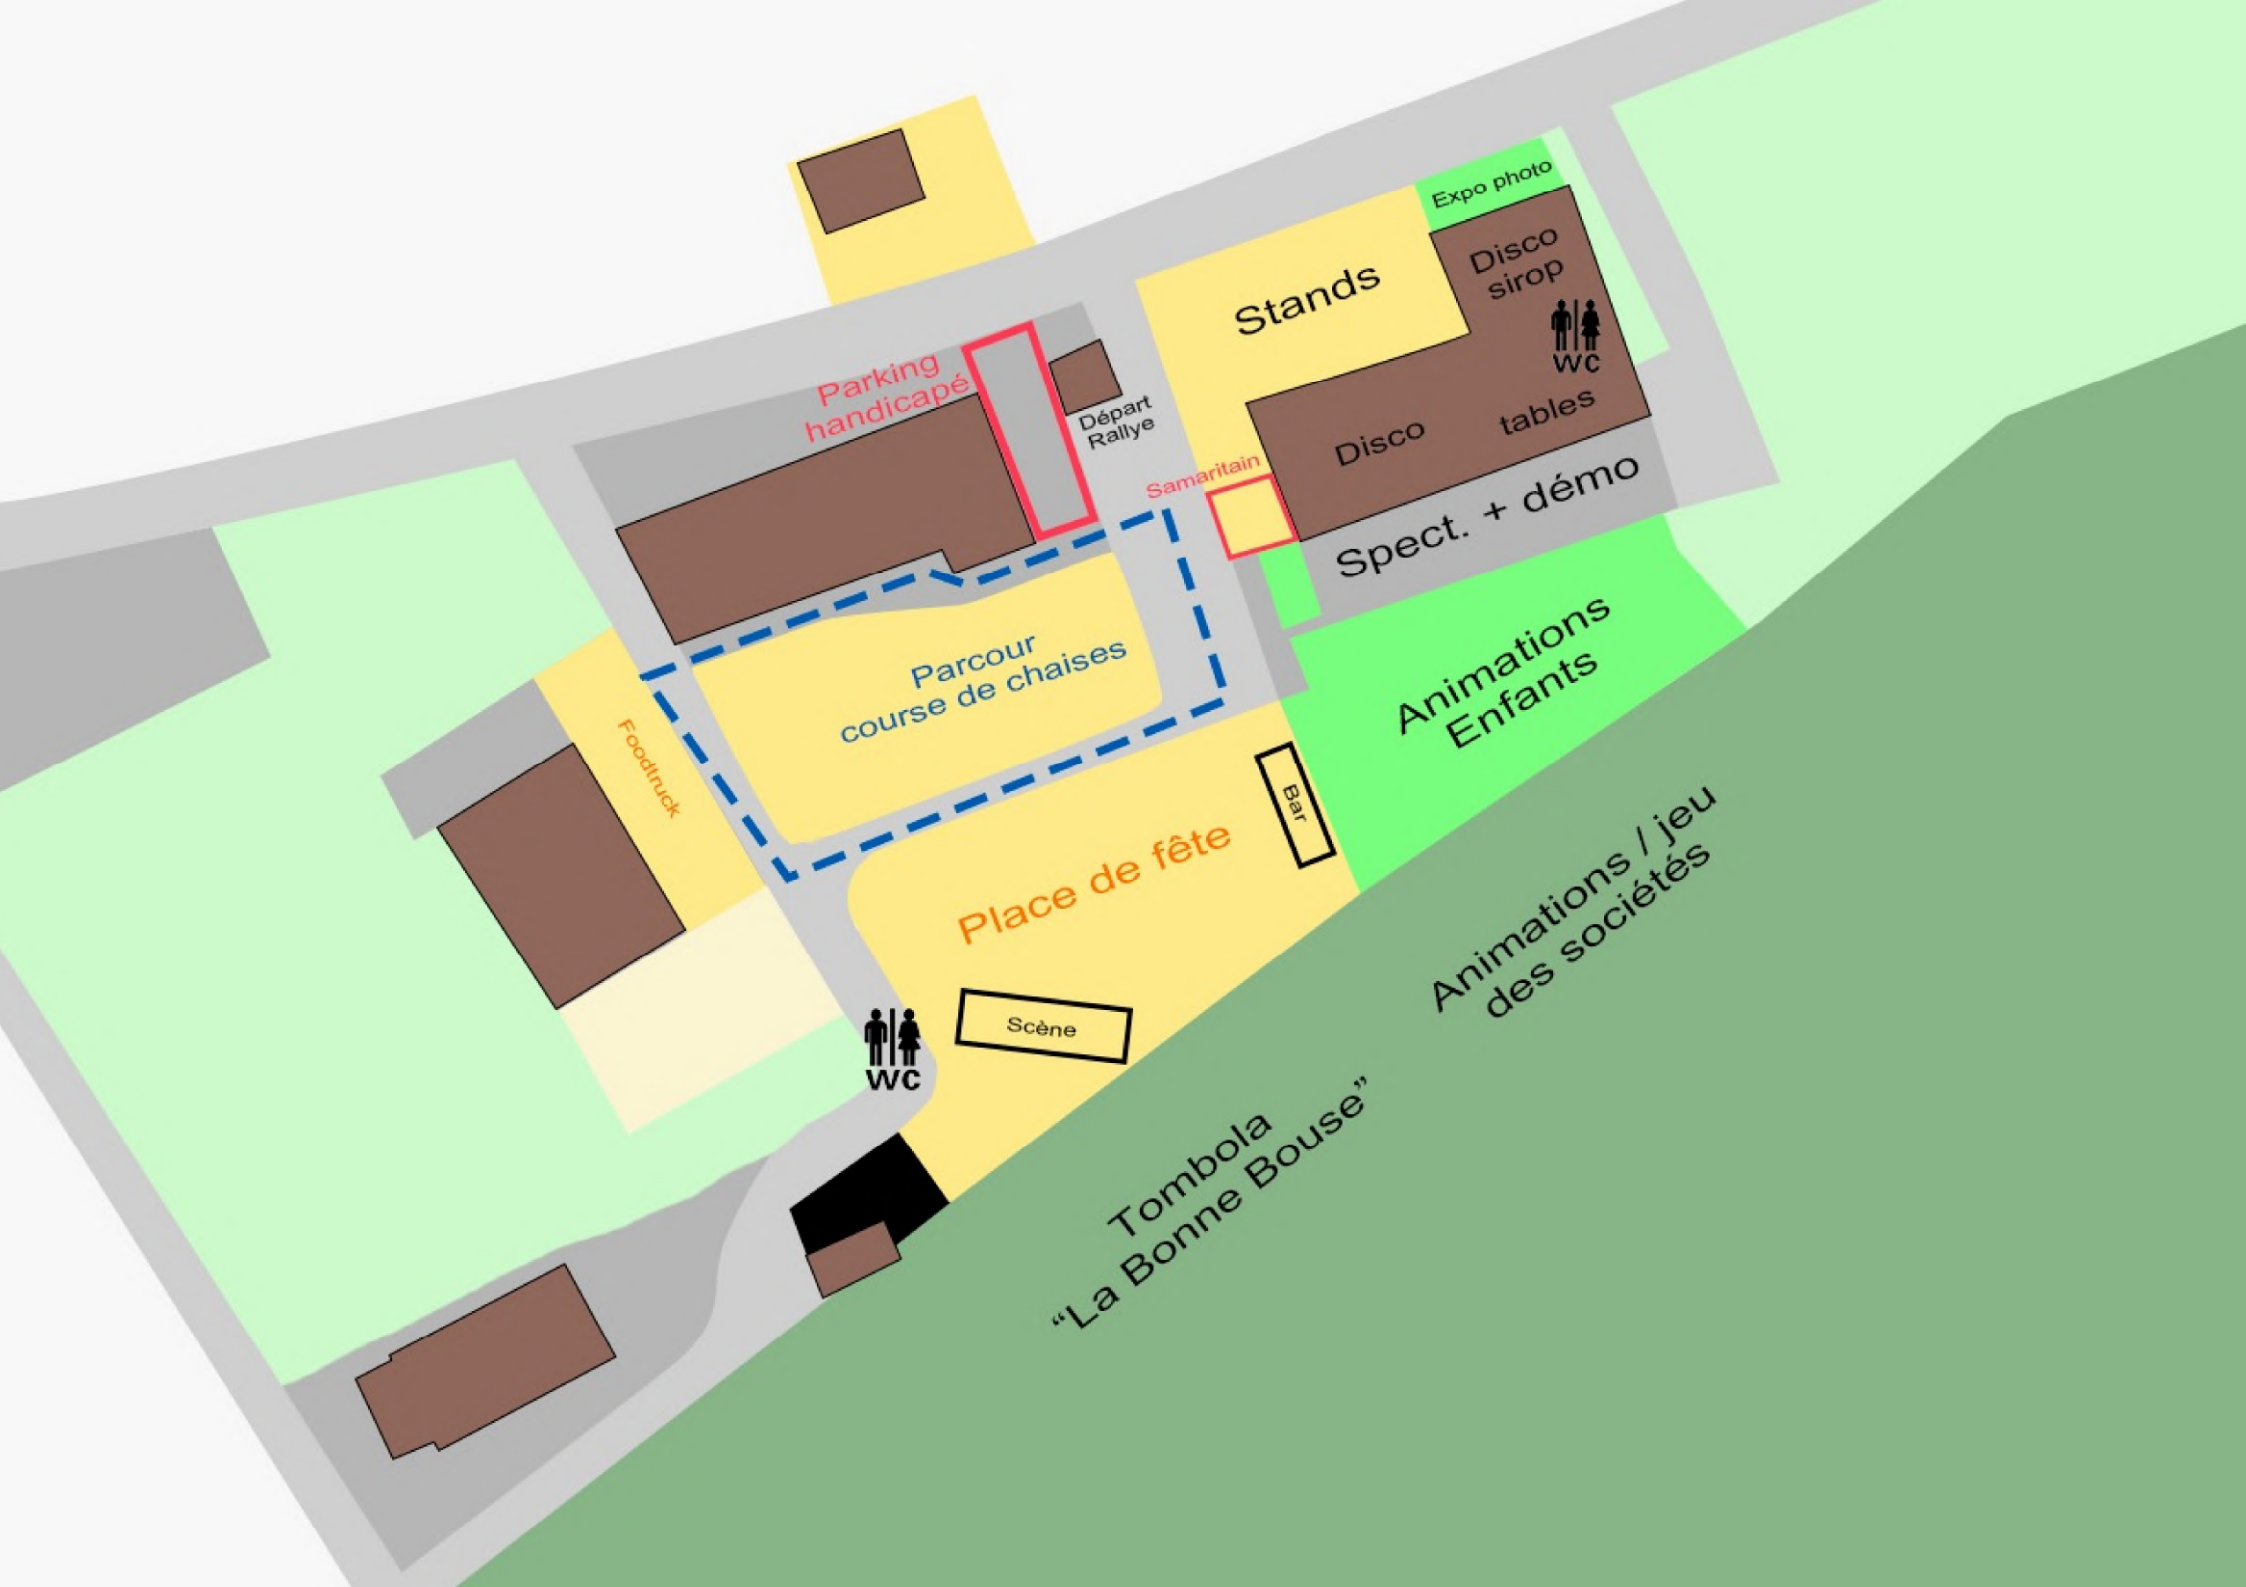 Expo photo
Disco
sirop
Stands
wc
Parking
handicapé
Départ
Rallye
Disco
tables
Samaritain
Spect. + démo
Parcour
course de chaises
Animations
Enfants
Foodtruck
Bar
Place de fête
Animations / jeu
des sociétés
Scène
wc
Tombola
“La Bonne Bouse”